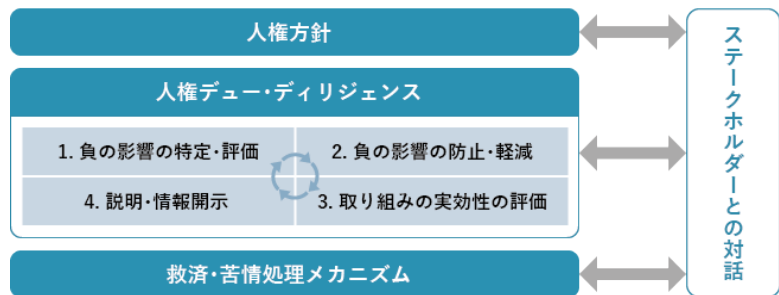 人権方針
人権デュー・ディリジェンス
1. 負の影響の特定・評価
2. 負の影響の防止・軽減
4. 説明・情報開示
3. 取り組みの実効性の評価
救済・苦情処理メカニズム
ステークホルダーとの対話